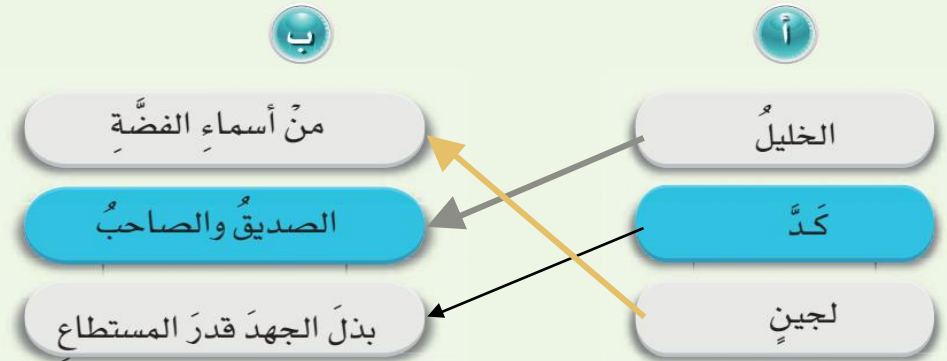 أ ب
الخليلُ من أسماءِ الفضَّةِ
كَدَّ الصديقُ والصاحبُ
لجينٍ بذلَ الجهدَ قدرَ المستطاعِ